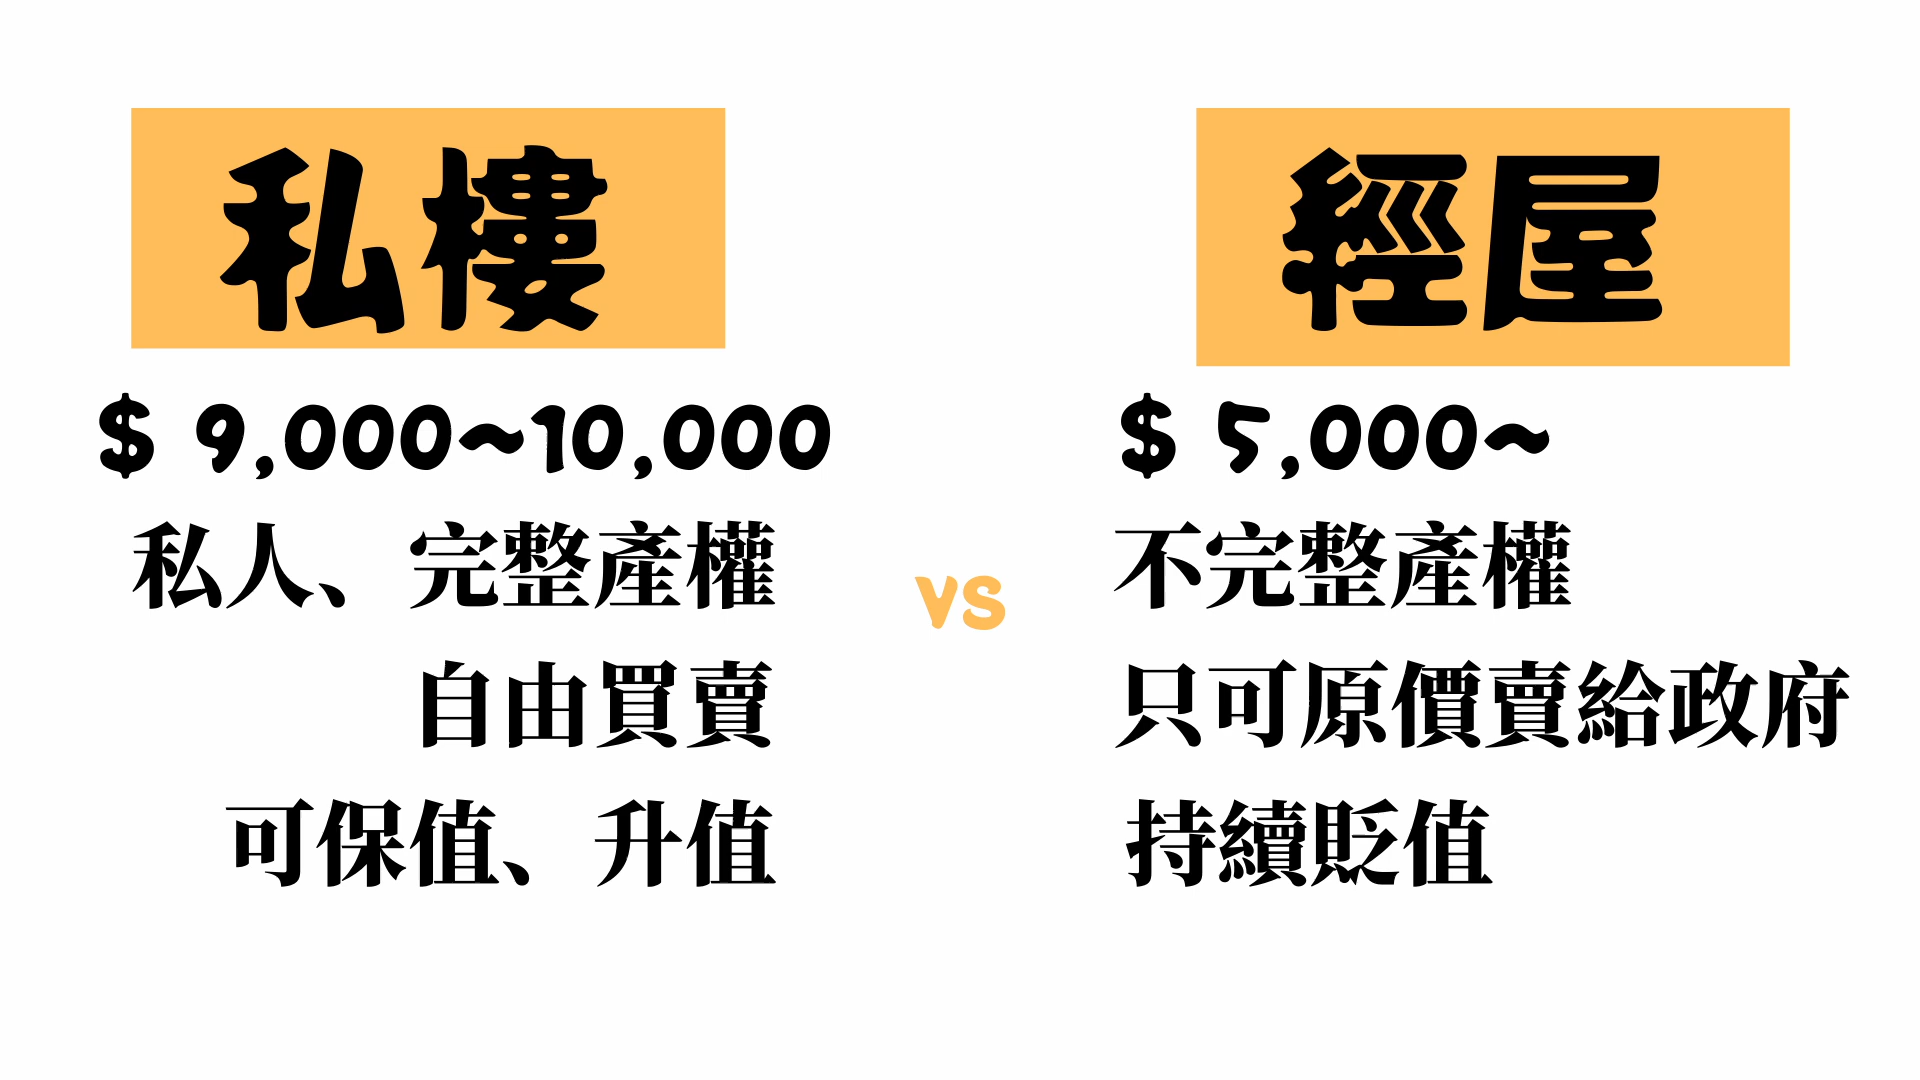 私樓
$ 9,000~10,000
私人、完整產權
自由買賣
可保值、升值
vs
經屋
$ 5,000~
不完整產權
只可原價賣給政府
持續貶值